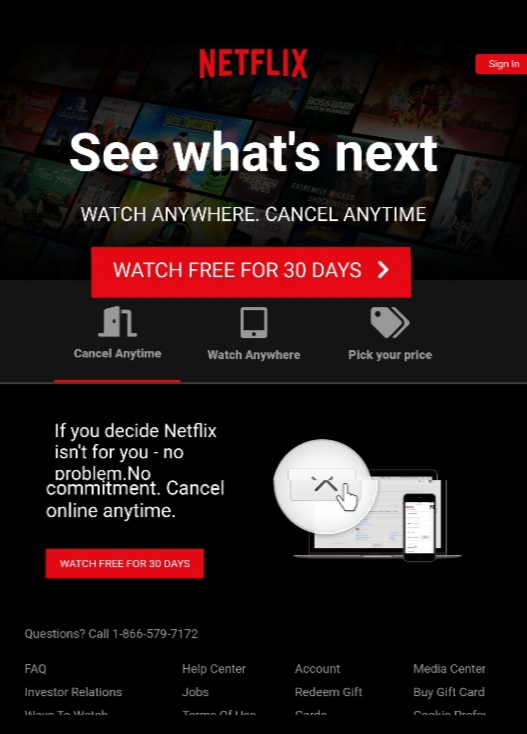 NETFLIX
Sign In
BOSS BABY
See what's next
WATCH ANYWHERE. CANCEL ANYTIME
WATCH FREE FOR 30 DAYS
Cancel Anytime
Watch Anywhere
Pick your price
If you decide Netflix
isn't for you - no
problem.No
commitment. Cancel
online anytime.
WATCH FREE FOR 30 DAYS
Questions? Call 1-866-579-7172
FAQ
Help Center
Account
Media Center
Investor Relations
Jobs
Redeem Gift
Buy Gift Card
Ways To Watch
Terms Of Use
Cards